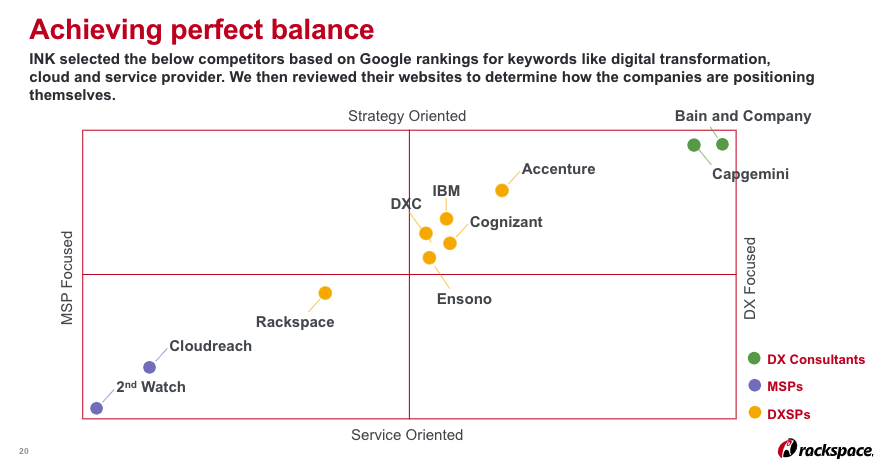 Achieving perfect balance
INK selected the below competitors based on Google rankings for keywords like digital transformation,
cloud and service provider. We then reviewed their websites to determine how the companies are positioning
themselves.
Strategy Oriented
Bain and Company
Accenture
Capgemini
IBM
DXC
Cognizant
MSP Focused
DX Focused
Ensono
Rackspace
Cloudreach
2nd Watch
DX Consultants
MSPs
DXSPs
Service Oriented
20
rackspace